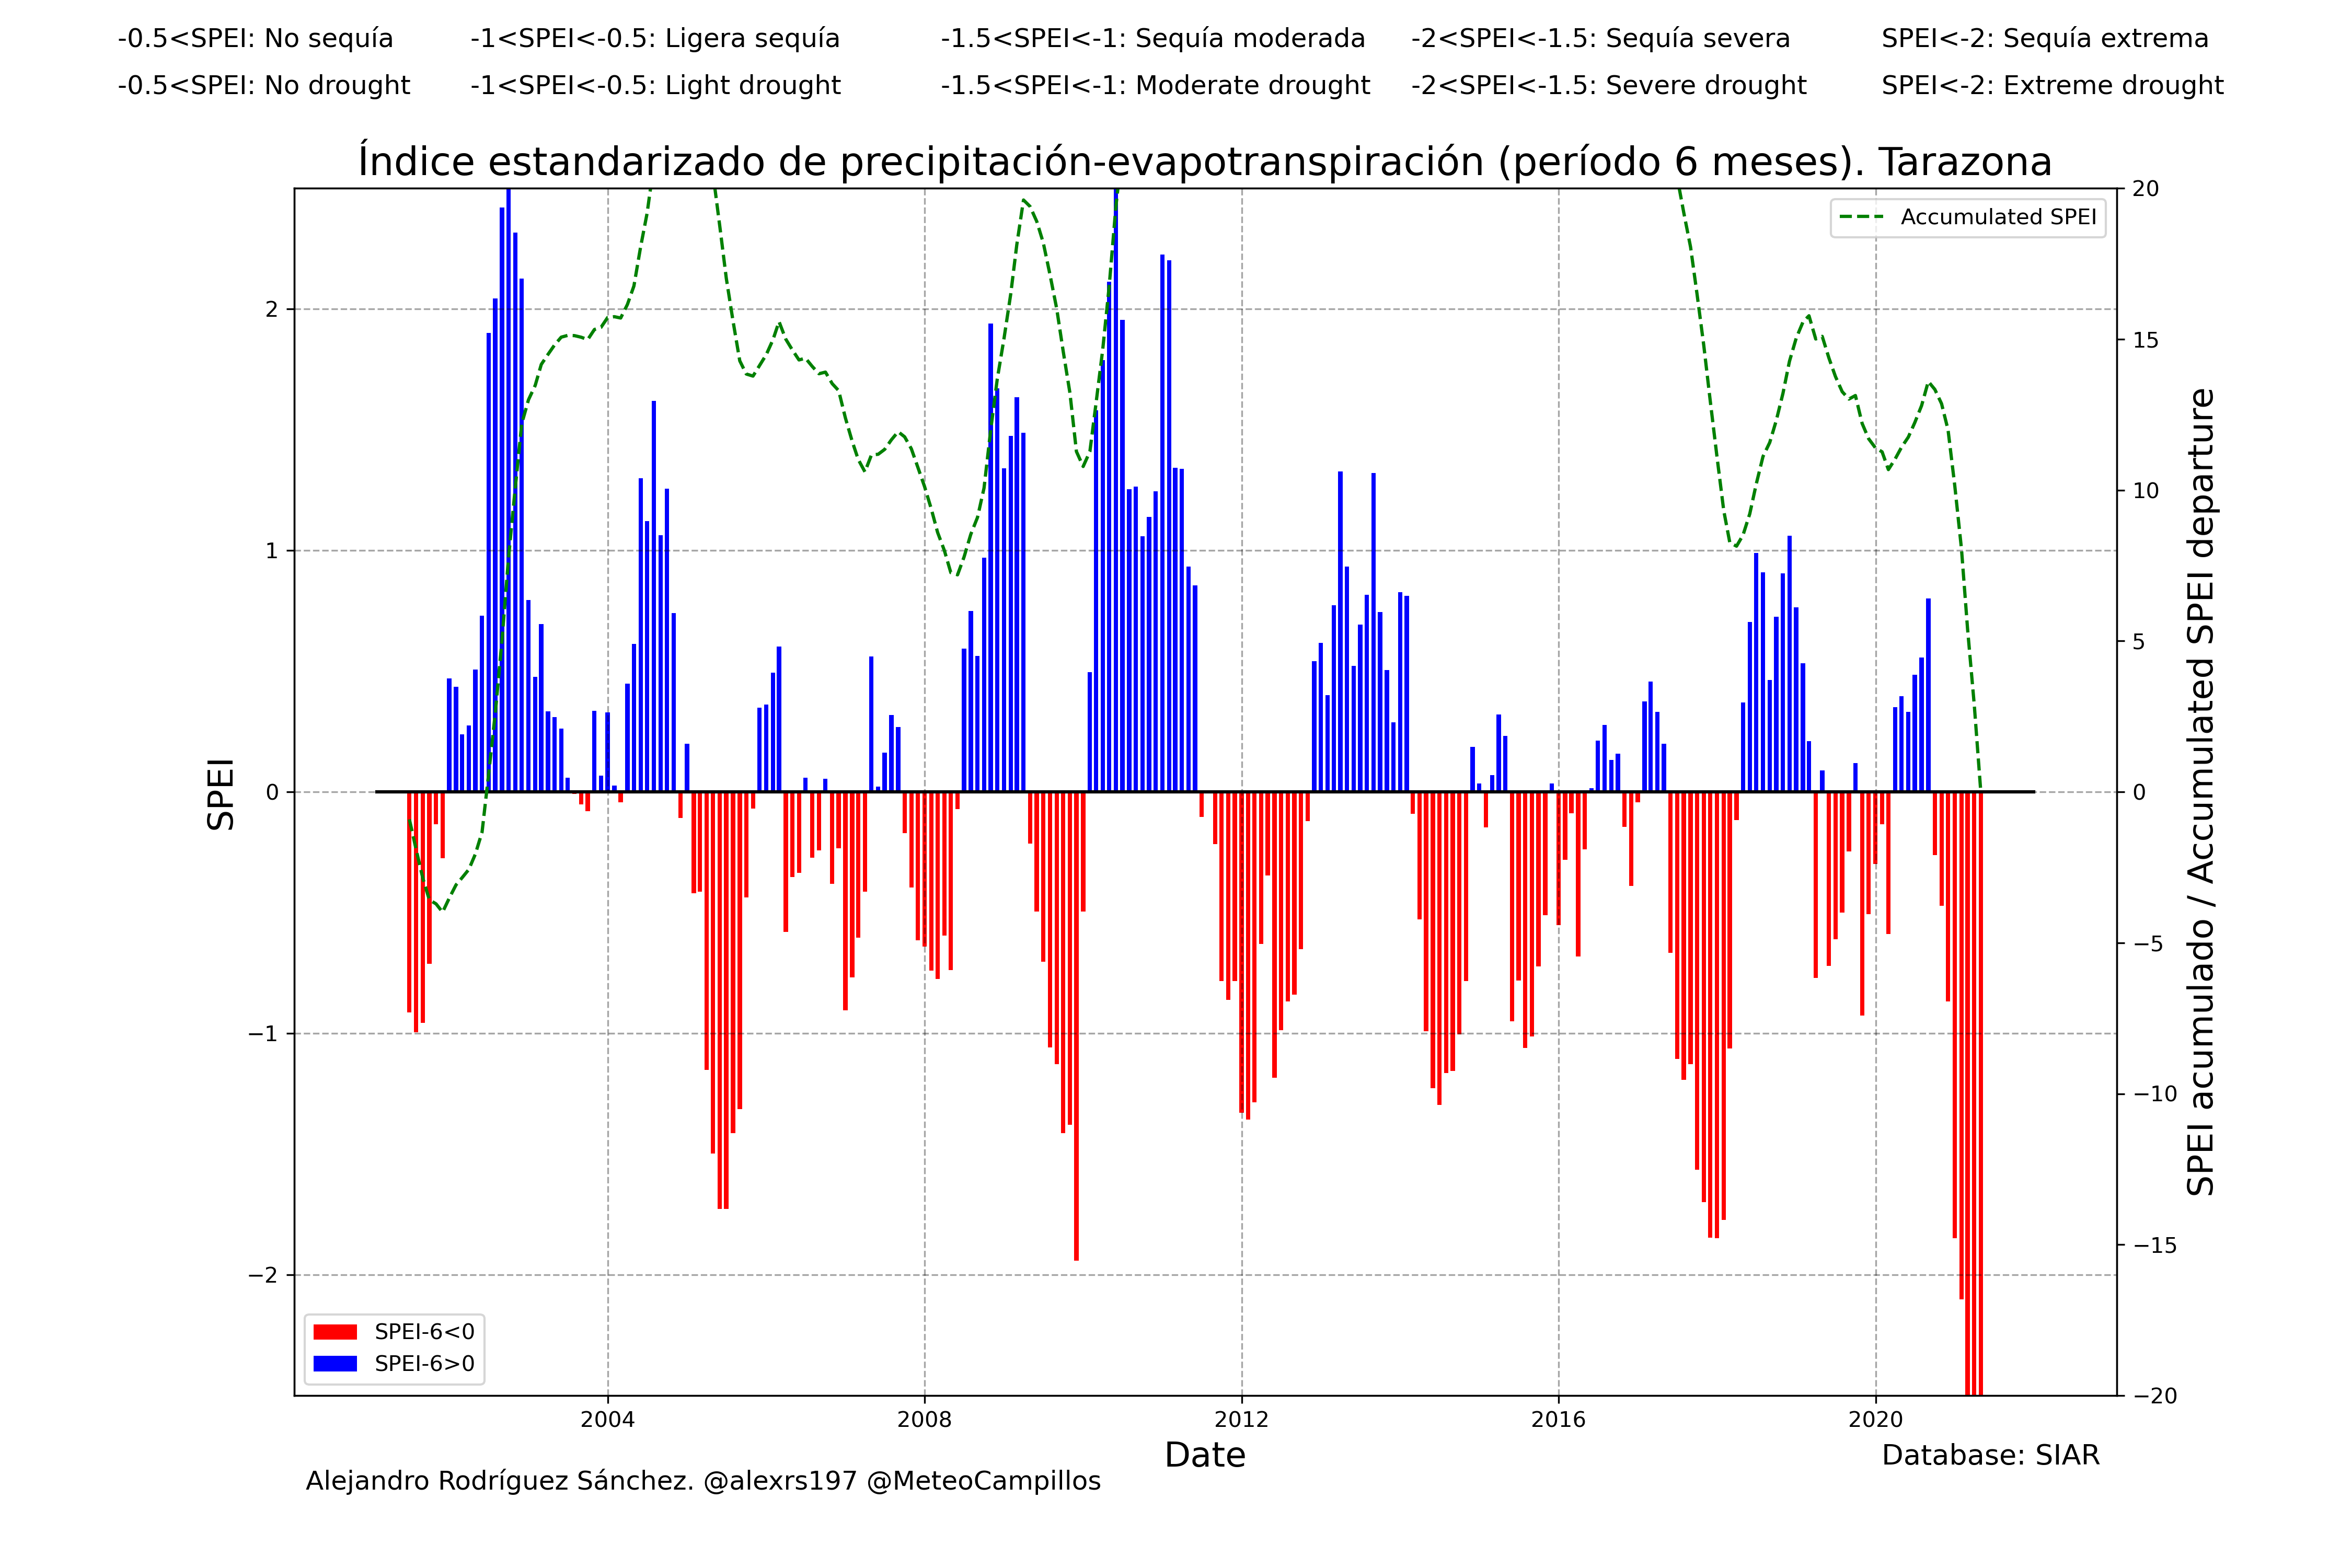 -0.5<SPEI: No sequía -1<SPEI<-0.5: Ligera sequía -1.5<SPEI<-1: Sequía moderada -2<SPEI<-1.5: Sequía severa SPEI<-2: Sequía extrema
-0.5<SPEI: No drought -1<SPEI<-0.5: Light drought -1.5<SPEI<-1: Moderate drought -2<SPEI<-1.5: Severe drought SPEI<-2: Extreme drought
Índice estandarizado de precipitación-evapotranspiración (período 6 meses). Tarazona
Accumulated SPEI
SPEI
2
1
0
−1
−2
20
15
10
5
0
−5
−10
−15
−20
SPEI acumulado / Accumulated SPEI departure
SPEI-6<0
SPEI-6>0
2004 2008 2012 2016 2020
Date
Database: SIAR
Alejandro Rodríguez Sánchez. @alexrs197 @MeteoCampillos